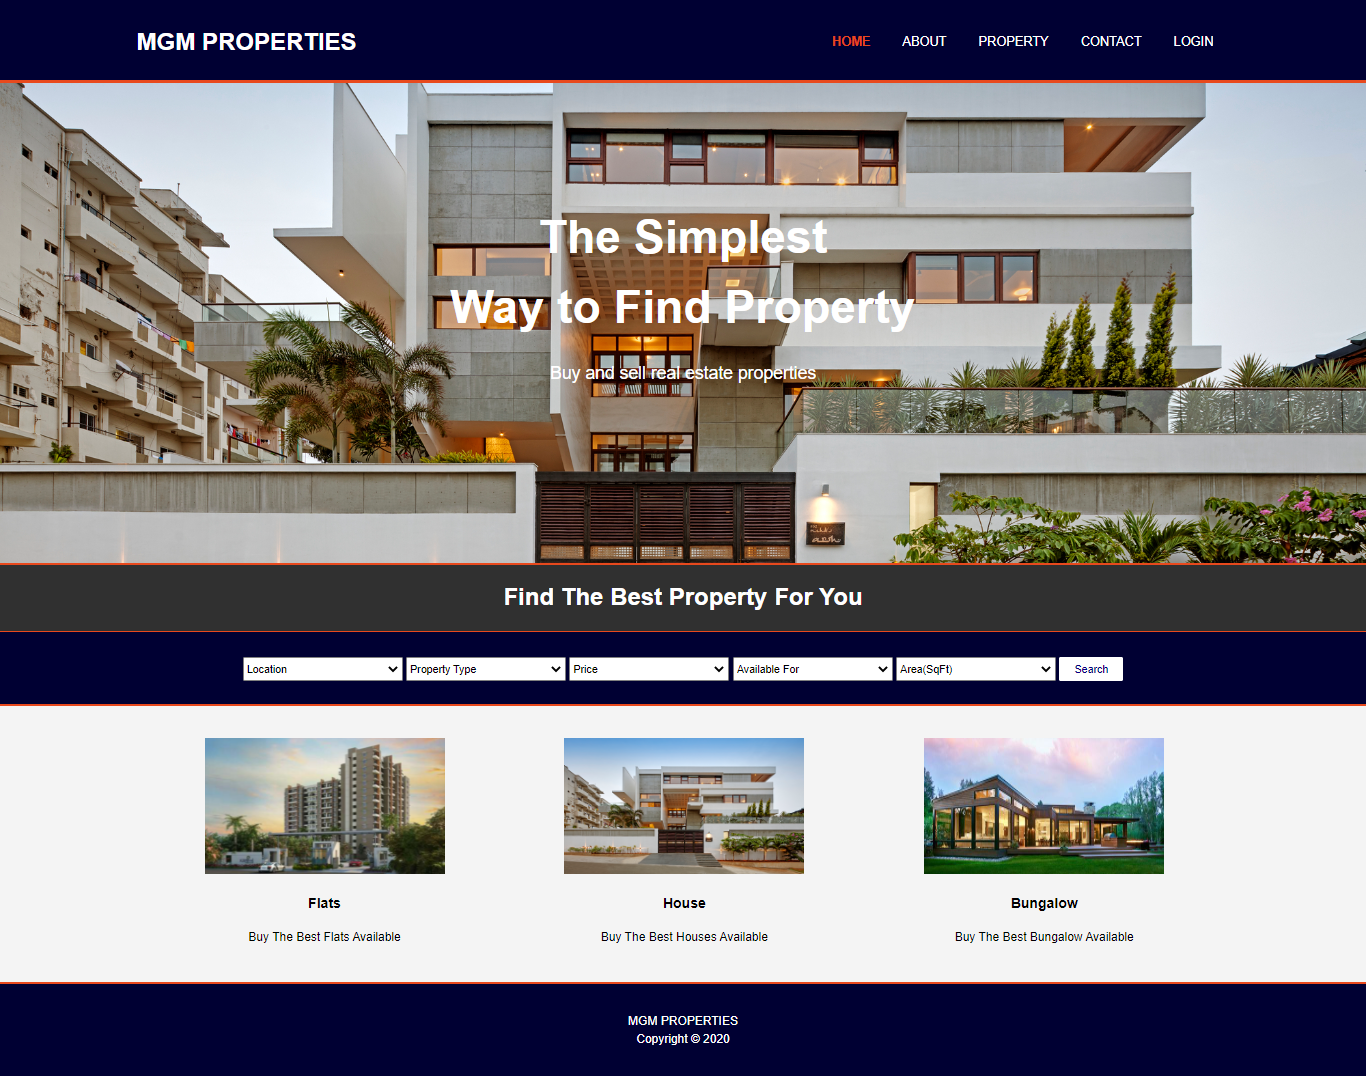 MGM PROPERTIES
HOME ABOUT PROPERTY CONTACT LOGIN
The Simplest
Way to Find Property
Buy and sell real estate properties
Find The Best Property For You
Location Property Type Price Available For Area(SqFt) Search
Flats House Bungalow
Buy The Best Flats Available Buy The Best Houses Available Buy The Best Bungalow Available
MGM PROPERTIES
Copyright © 2020